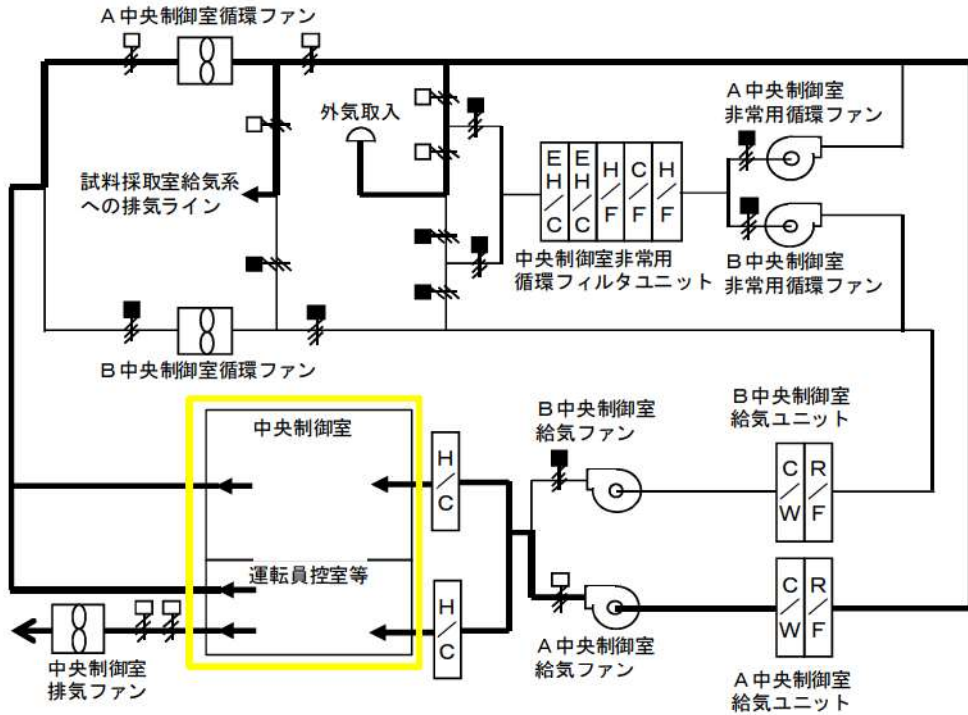 A中央制御室循環ファン
外気取入
A中央制御室
非常用循環ファン
試料採取室給気系
への排気ライン
E
H/C
E
H/C
H/F
C/F
H/F
中央制御室非常用
循環フィルタユニット
B中央制御室
非常用循環ファン
B中央制御室循環ファン
中央制御室
H/C
B中央制御室
給気ファン
B中央制御室
給気ユニット
C/W
R/F
運転員控室等
H/C
A中央制御室
給気ファン
C/W
R/F
A中央制御室
給気ユニット
中央制御室
排気ファン